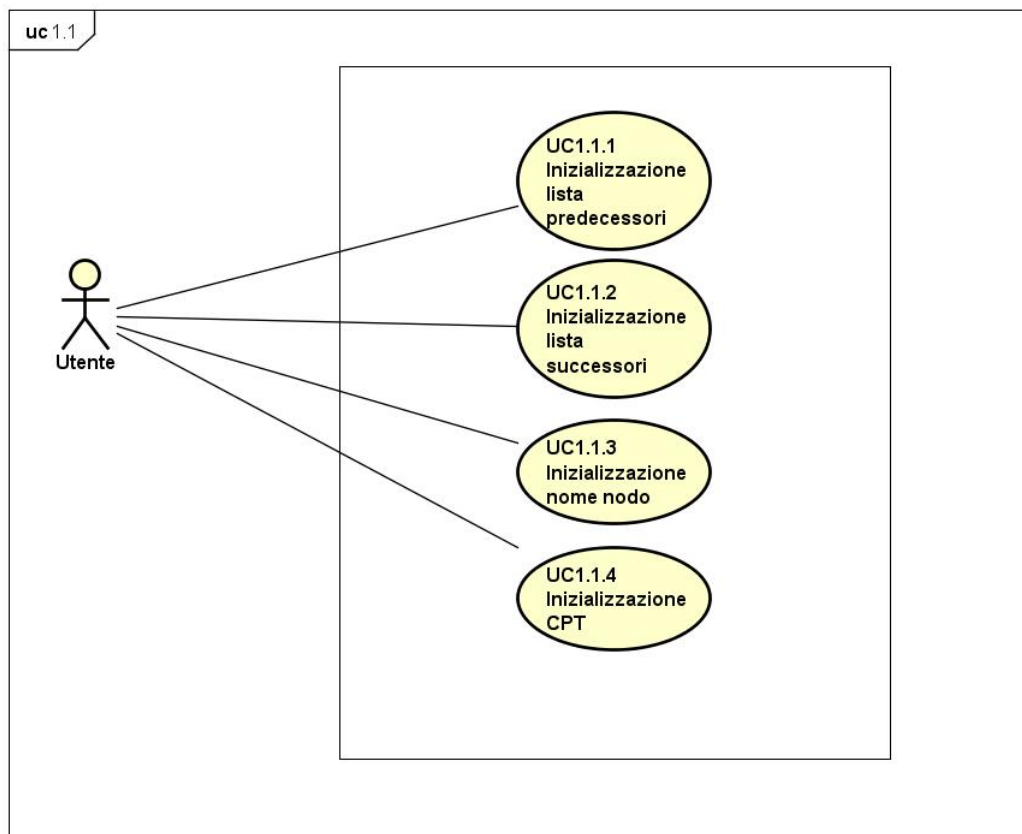 uc 1.1
UC1.1.1
Inizializzazione
lista
predecessori
UC1.1.2
Inizializzazione
lista
successori
Utente
UC1.1.3
Inizializzazione
nome nodo
UC1.1.4
Inizializzazione
CPT